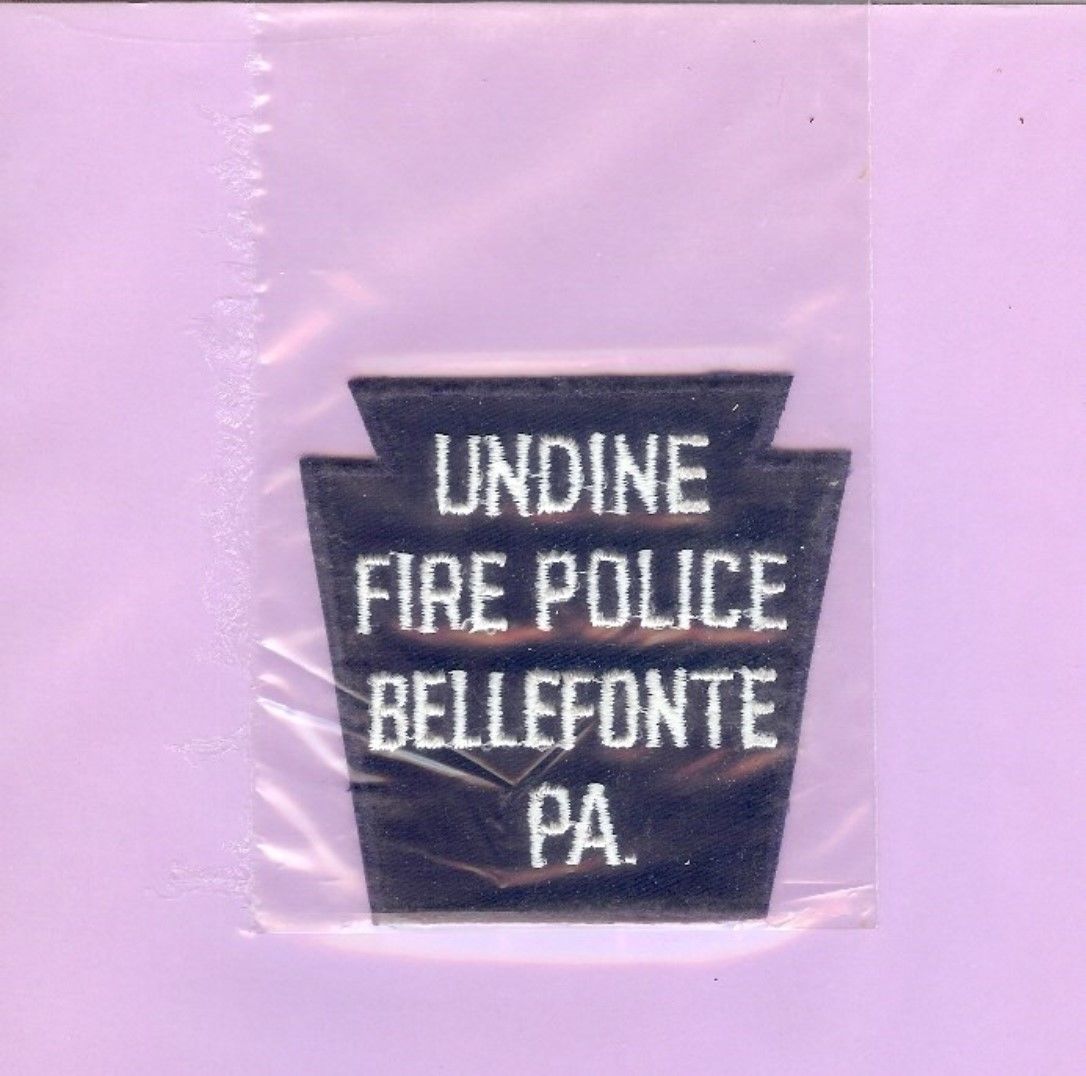 UNDINE
FIRE POLICE
BELLEFONTE
PA.